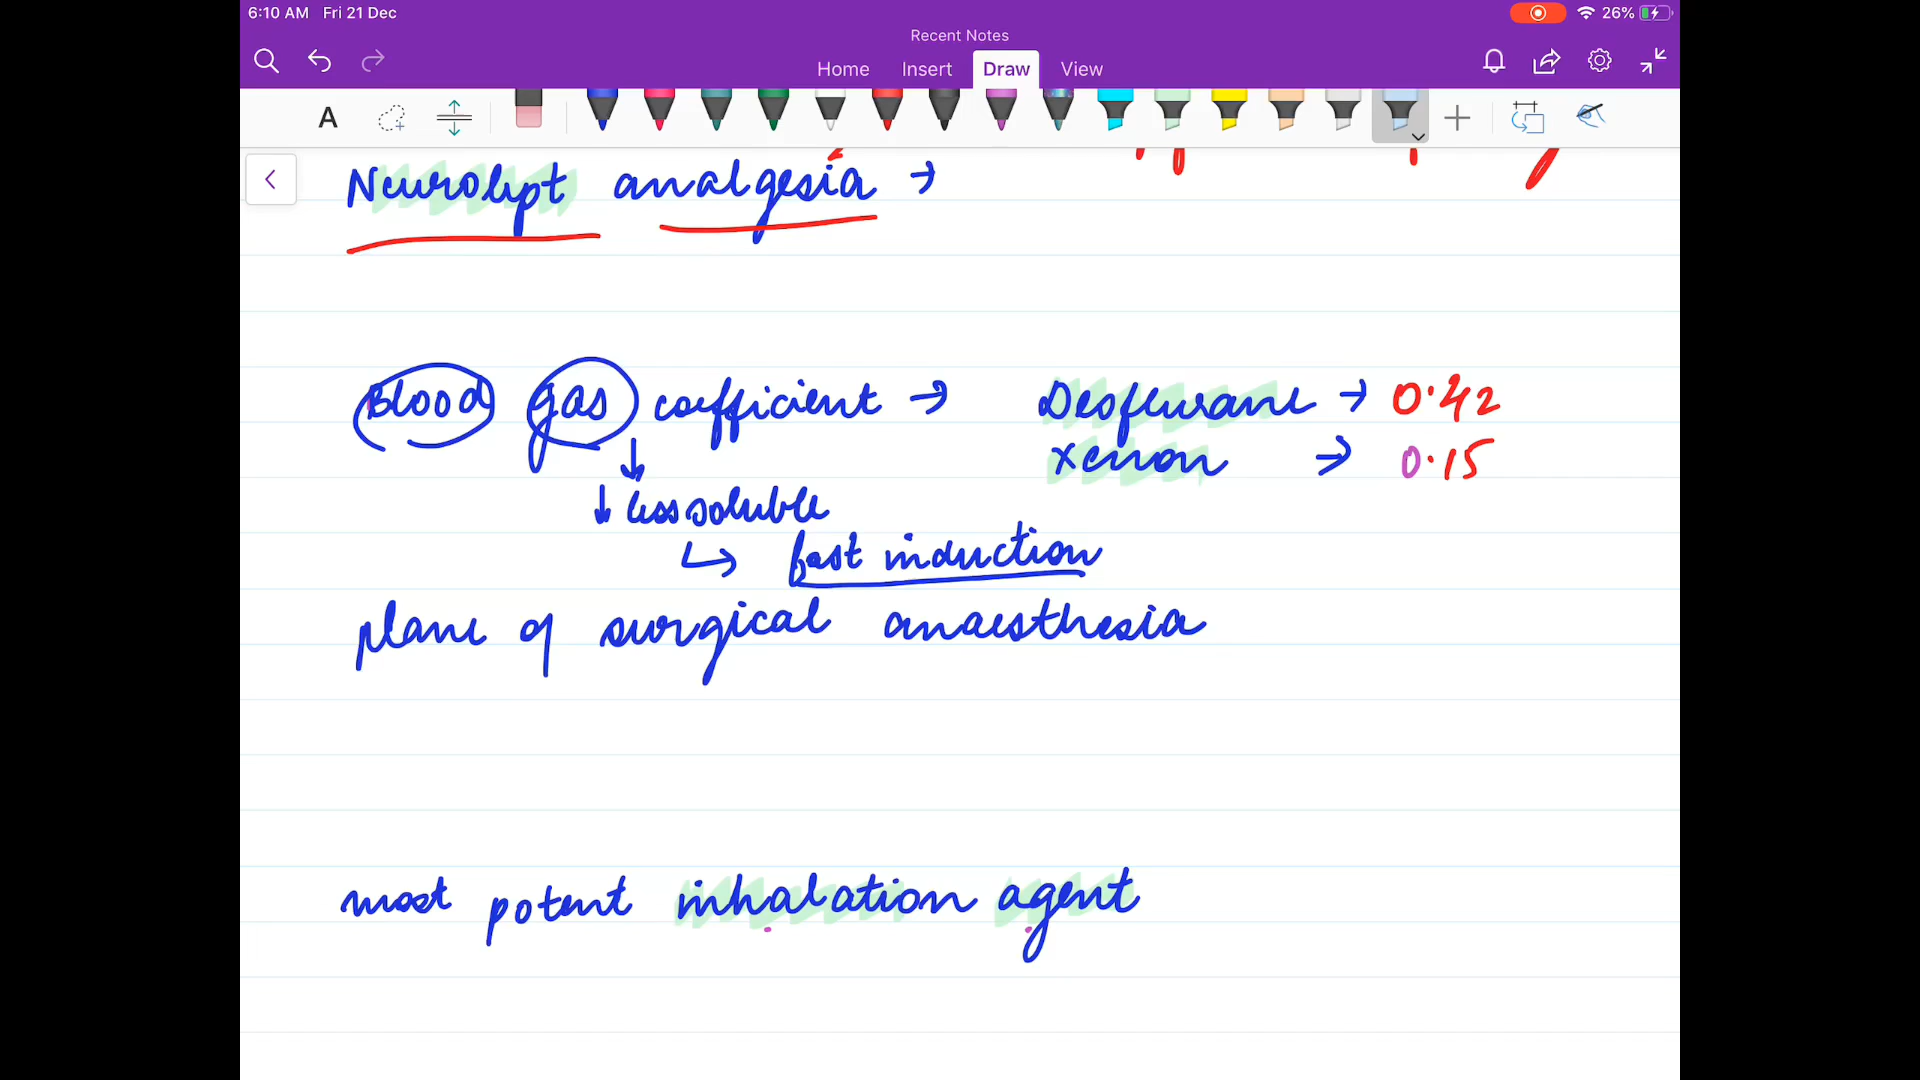 6:10 AM Fri 21 Dec
26%
Recent Notes
Home Insert Draw View
A
Neurolept analgesia →
Blood gas coefficient → Desflurane → 0.42
Xenon → 0.15
↓
↓ less soluble
↳ fast induction
plane of surgical anaesthesia
most potent inhalation agent